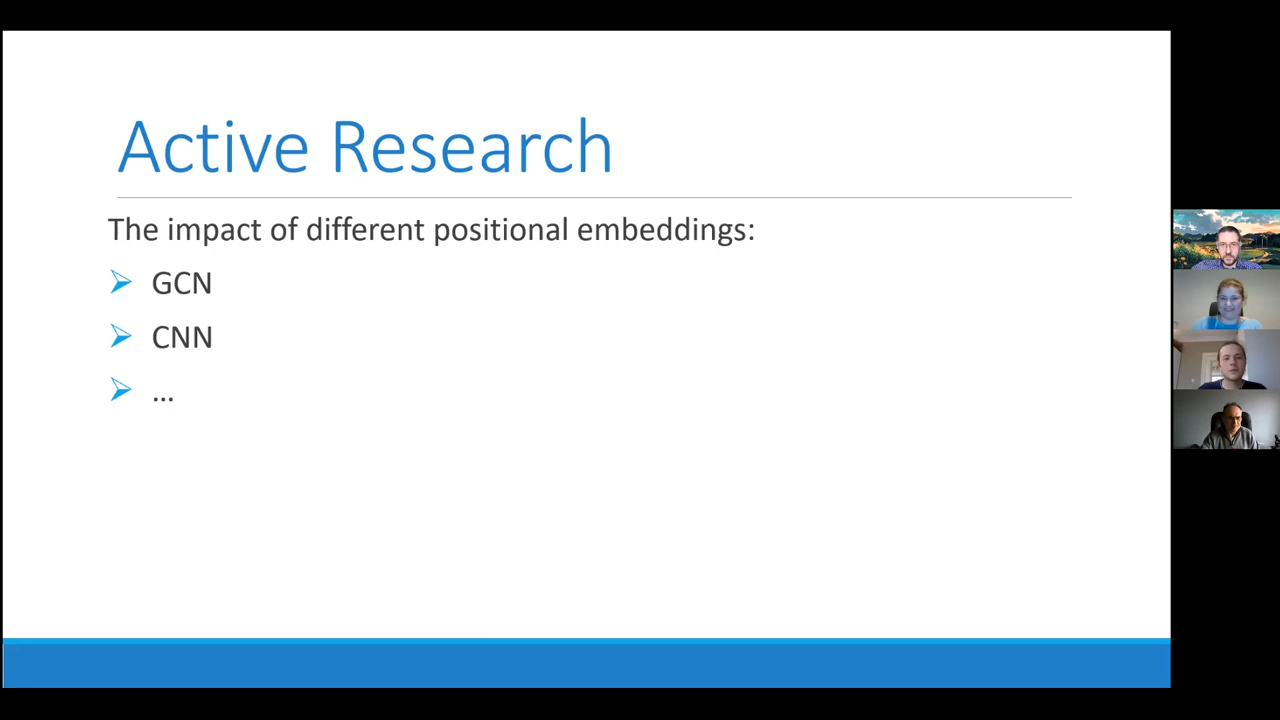 Active Research
The impact of different positional embeddings:
GCN
CNN
...